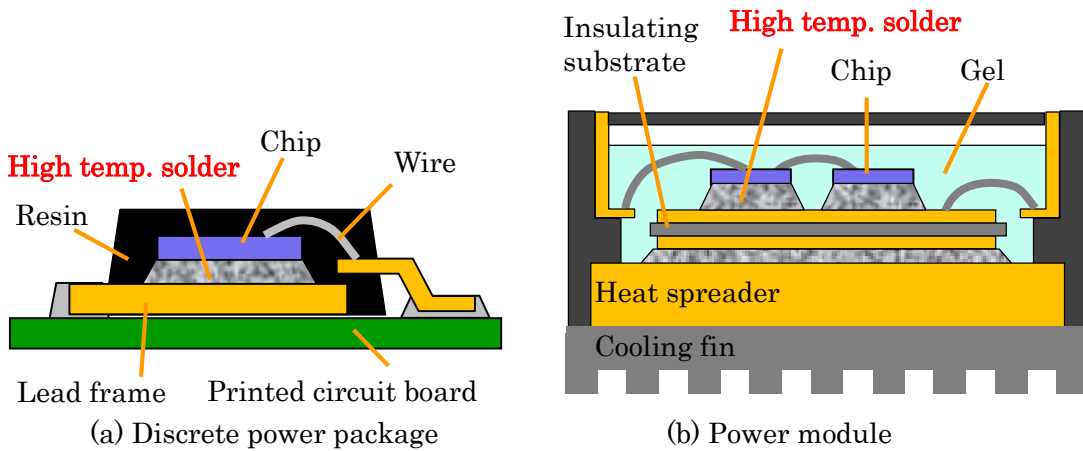 High temp. solder
Chip
Wire
Resin
Lead frame
Printed circuit board
(a) Discrete power package
Insulating
substrate
High temp. solder
Chip
Gel
Heat spreader
Cooling fin
(b) Power module